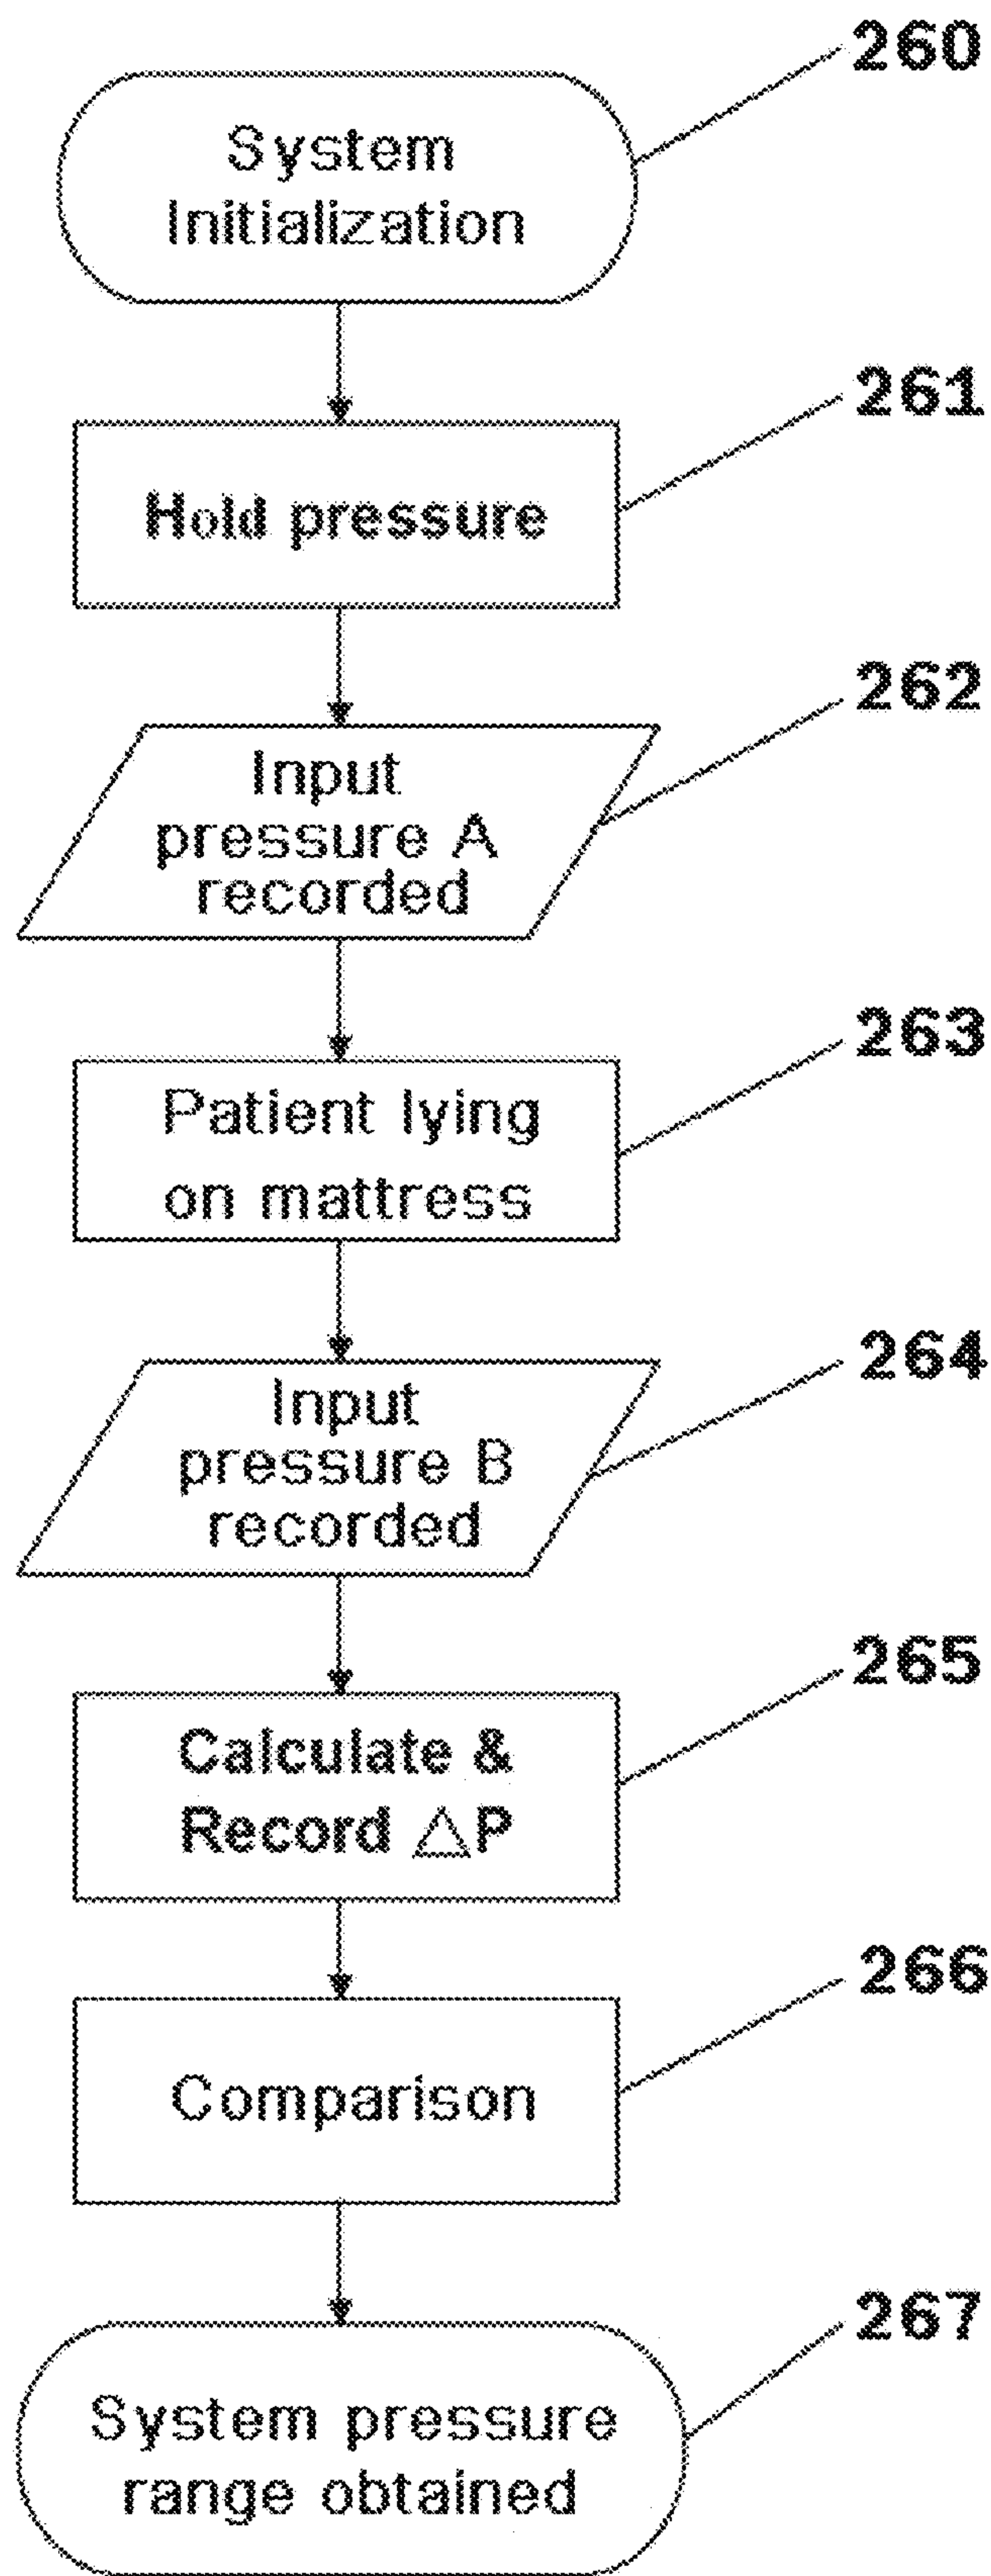 260
System
Initialization
261
Hold pressure
262
Input
pressure A
recorded
263
Patient lying
on mattress
264
Input
pressure B
recorded
265
Calculate &
Record △P
266
Comparison
267
System pressure
range obtained